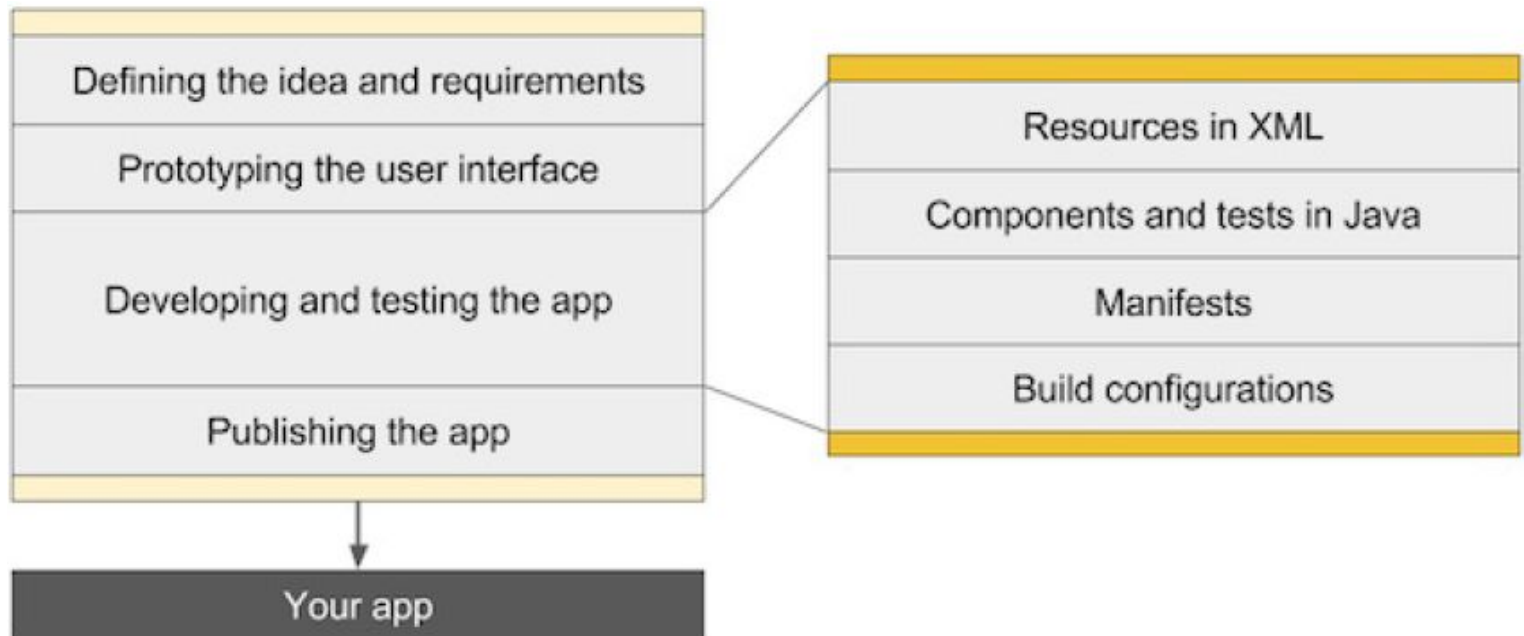 Defining the idea and requirements
Prototyping the user interface
Developing and testing the app
Publishing the app
Your app
Resources in XML
Components and tests in Java
Manifests
Build configurations